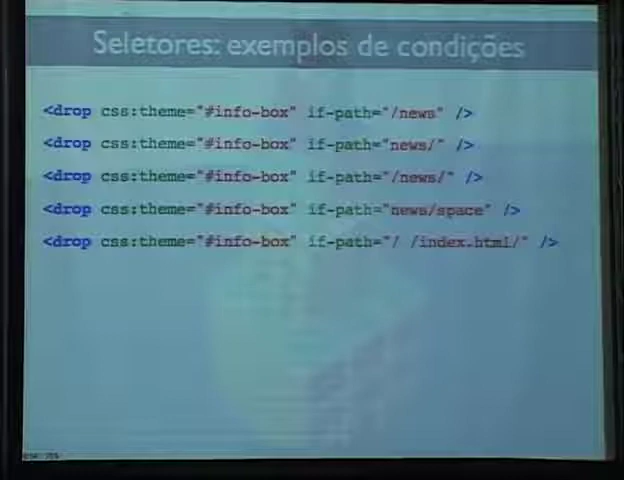 Seletores: exemplos de condições
<drop css:theme="#info-box" if-path="/news" />
<drop css:theme="#info-box" if-path="news/" />
<drop css:theme="#info-box" if-path="/news/" />
<drop css:theme="#info-box" if-path="news/space" />
<drop css:theme="#info-box" if-path="/ /index.html/" />